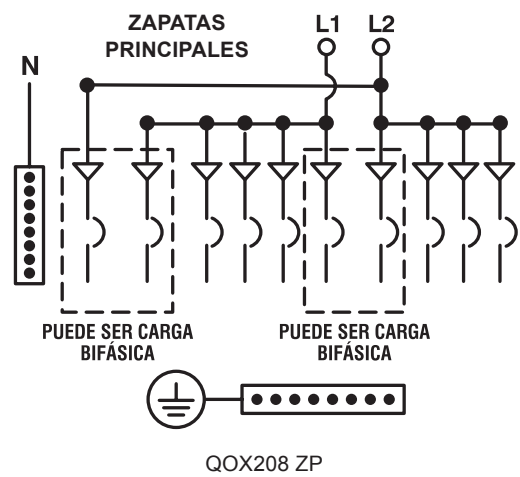 ZAPATAS
PRINCIPALES
L1
L2
N
PUEDE SER CARGA
BIFÁSICA
PUEDE SER CARGA
BIFÁSICA
QOX208 ZP